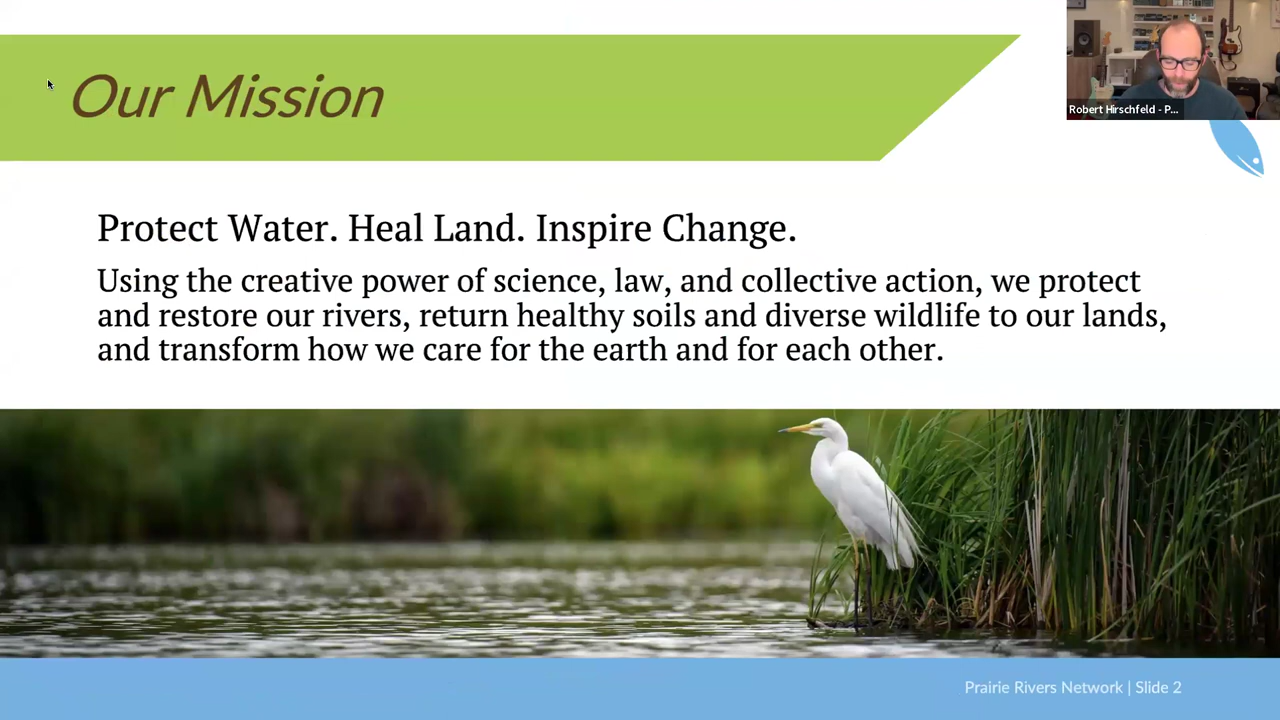 Our Mission
Robert Hirschfeld - P...
Protect Water. Heal Land. Inspire Change.
Using the creative power of science, law, and collective action, we protect
and restore our rivers, return healthy soils and diverse wildlife to our lands,
and transform how we care for the earth and for each other.
Prairie Rivers Network | Slide 2